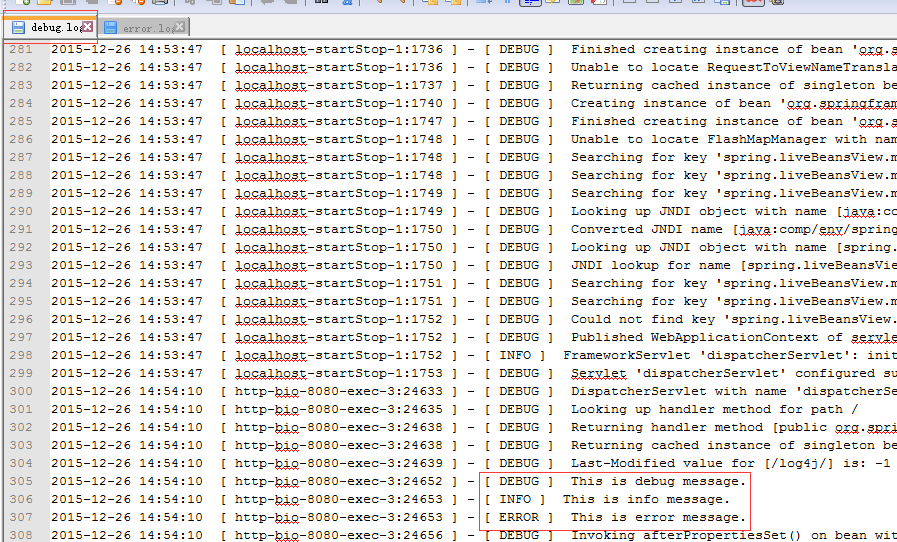 debug.log error.log
281 2015-12-26 14:53:47 [ localhost-startStop-1:1736 ] - [ DEBUG ] Finished creating instance of bean 'org.s
282 2015-12-26 14:53:47 [ localhost-startStop-1:1736 ] - [ DEBUG ] Unable to locate RequestToViewNameTransla
283 2015-12-26 14:53:47 [ localhost-startStop-1:1737 ] - [ DEBUG ] Returning cached instance of singleton be
284 2015-12-26 14:53:47 [ localhost-startStop-1:1740 ] - [ DEBUG ] Creating instance of bean 'org.springfram
285 2015-12-26 14:53:47 [ localhost-startStop-1:1747 ] - [ DEBUG ] Finished creating instance of bean 'org.s
286 2015-12-26 14:53:47 [ localhost-startStop-1:1748 ] - [ DEBUG ] Unable to locate FlashMapManager with nam
287 2015-12-26 14:53:47 [ localhost-startStop-1:1748 ] - [ DEBUG ] Searching for key 'spring.liveBeansView.m
288 2015-12-26 14:53:47 [ localhost-startStop-1:1748 ] - [ DEBUG ] Searching for key 'spring.liveBeansView.m
289 2015-12-26 14:53:47 [ localhost-startStop-1:1749 ] - [ DEBUG ] Searching for key 'spring.liveBeansView.m
290 2015-12-26 14:53:47 [ localhost-startStop-1:1749 ] - [ DEBUG ] Looking up JNDI object with name [java:co
291 2015-12-26 14:53:47 [ localhost-startStop-1:1750 ] - [ DEBUG ] Converted JNDI name [java:comp/env/spring
292 2015-12-26 14:53:47 [ localhost-startStop-1:1750 ] - [ DEBUG ] Looking up JNDI object with name [spring.
293 2015-12-26 14:53:47 [ localhost-startStop-1:1750 ] - [ DEBUG ] JNDI lookup for name [spring.liveBeansVie
294 2015-12-26 14:53:47 [ localhost-startStop-1:1751 ] - [ DEBUG ] Searching for key 'spring.liveBeansView.m
295 2015-12-26 14:53:47 [ localhost-startStop-1:1751 ] - [ DEBUG ] Searching for key 'spring.liveBeansView.m
296 2015-12-26 14:53:47 [ localhost-startStop-1:1752 ] - [ DEBUG ] Could not find key 'spring.liveBeansView.
297 2015-12-26 14:53:47 [ localhost-startStop-1:1752 ] - [ DEBUG ] Published WebApplicationContext of servle
298 2015-12-26 14:53:47 [ localhost-startStop-1:1752 ] - [ INFO ] FrameworkServlet 'dispatcherServlet': init
299 2015-12-26 14:53:47 [ localhost-startStop-1:1753 ] - [ DEBUG ] Servlet 'dispatcherServlet' configured su
300 2015-12-26 14:54:10 [ http-bio-8080-exec-3:24633 ] - [ DEBUG ] DispatcherServlet with name 'dispatcherSe
301 2015-12-26 14:54:10 [ http-bio-8080-exec-3:24635 ] - [ DEBUG ] Looking up handler method for path /
302 2015-12-26 14:54:10 [ http-bio-8080-exec-3:24638 ] - [ DEBUG ] Returning handler method [public org.spri
303 2015-12-26 14:54:10 [ http-bio-8080-exec-3:24638 ] - [ DEBUG ] Returning cached instance of singleton be
304 2015-12-26 14:54:10 [ http-bio-8080-exec-3:24639 ] - [ DEBUG ] Last-Modified value for [/log4j/] is: -1
305 2015-12-26 14:54:10 [ http-bio-8080-exec-3:24652 ] - [ DEBUG ] This is debug message.
306 2015-12-26 14:54:10 [ http-bio-8080-exec-3:24653 ] - [ INFO ] This is info message.
307 2015-12-26 14:54:10 [ http-bio-8080-exec-3:24653 ] - [ ERROR ] This is error message.
308 2015-12-26 14:54:10 [ http-bio-8080-exec-3:24656 ] - [ DEBUG ] Invoking afterPropertiesSet() on bean wit